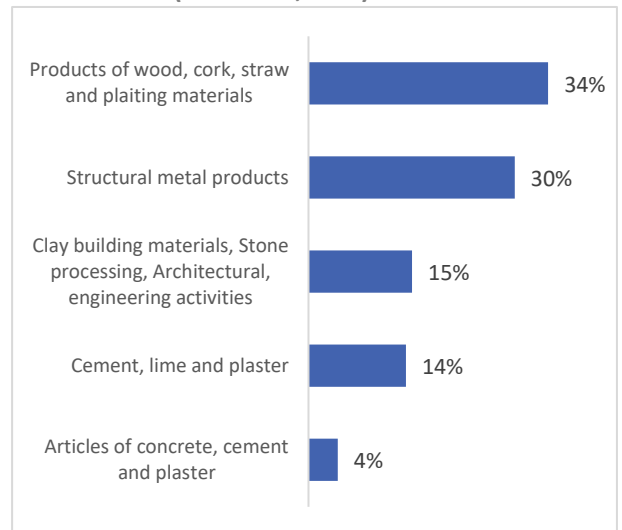 Products of wood, cork, straw
and plaiting materials
34%
Structural metal products
30%
Clay building materials, Stone
processing, Architectural,
engineering activities
15%
Cement, lime and plaster
14%
Articles of concrete, cement
and plaster
4%